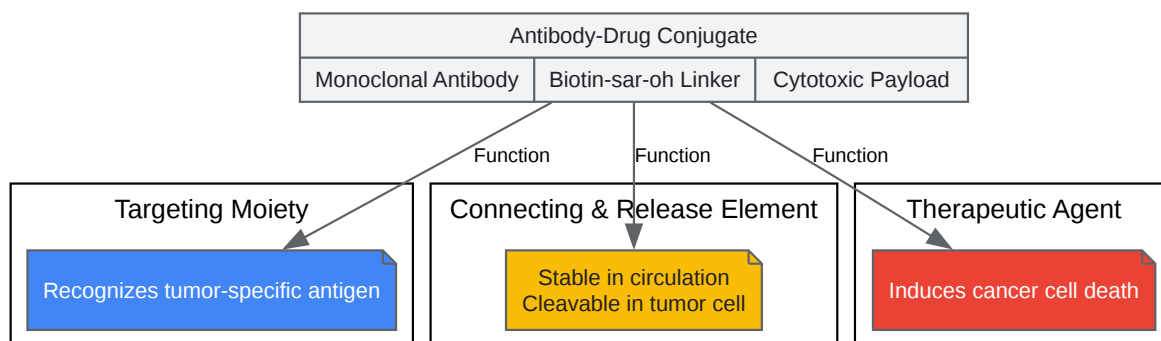 Antibody-Drug Conjugate
Monoclonal Antibody
Biotin-sar-oh Linker
Cytotoxic Payload
Function
Function
Function
Targeting Moiety
Connecting & Release Element
Therapeutic Agent
Recognizes tumor-specific antigen
Stable in circulation
Cleavable in tumor cell
Induces cancer cell death